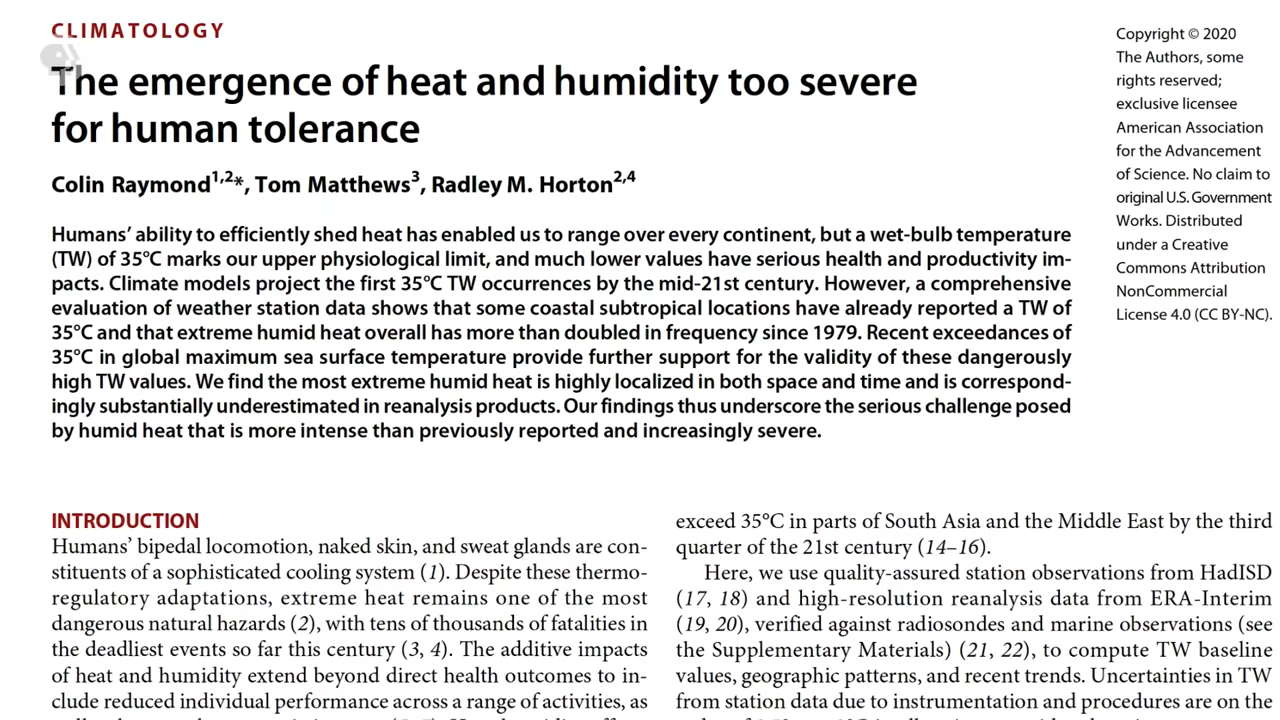 CLIMATOLOGY
The emergence of heat and humidity too severe
for human tolerance
Colin Raymond1,2*, Tom Matthews3, Radley M. Horton2,4
Humans’ ability to efficiently shed heat has enabled us to range over every continent, but a wet-bulb temperature
(TW) of 35°C marks our upper physiological limit, and much lower values have serious health and productivity im-
pacts. Climate models project the first 35°C TW occurrences by the mid-21st century. However, a comprehensive
evaluation of weather station data shows that some coastal subtropical locations have already reported a TW of
35°C and that extreme humid heat overall has more than doubled in frequency since 1979. Recent exceedances of
35°C in global maximum sea surface temperature provide further support for the validity of these dangerously
high TW values. We find the most extreme humid heat is highly localized in both space and time and is correspond-
ingly substantially underestimated in reanalysis products. Our findings thus underscore the serious challenge posed
by humid heat that is more intense than previously reported and increasingly severe.
Copyright © 2020
The Authors, some
rights reserved;
exclusive licensee
American Association
for the Advancement
of Science. No claim to
original U.S. Government
Works. Distributed
under a Creative
Commons Attribution
NonCommercial
License 4.0 (CC BY-NC).
INTRODUCTION
Humans’ bipedal locomotion, naked skin, and sweat glands are con-
stituents of a sophisticated cooling system (1). Despite these thermo-
regulatory adaptations, extreme heat remains one of the most
dangerous natural hazards (2), with tens of thousands of fatalities in
the deadliest events so far this century (3, 4). The additive impacts
of heat and humidity extend beyond direct health outcomes to in-
clude reduced individual performance across a range of activities, as
exceed 35°C in parts of South Asia and the Middle East by the third
quarter of the 21st century (14–16).
Here, we use quality-assured station observations from HadISD
(17, 18) and high-resolution reanalysis data from ERA-Interim
(19, 20), verified against radiosondes and marine observations (see
the Supplementary Materials) (21, 22), to compute TW baseline
values, geographic patterns, and recent trends. Uncertainties in TW
from station data due to instrumentation and procedures are on the